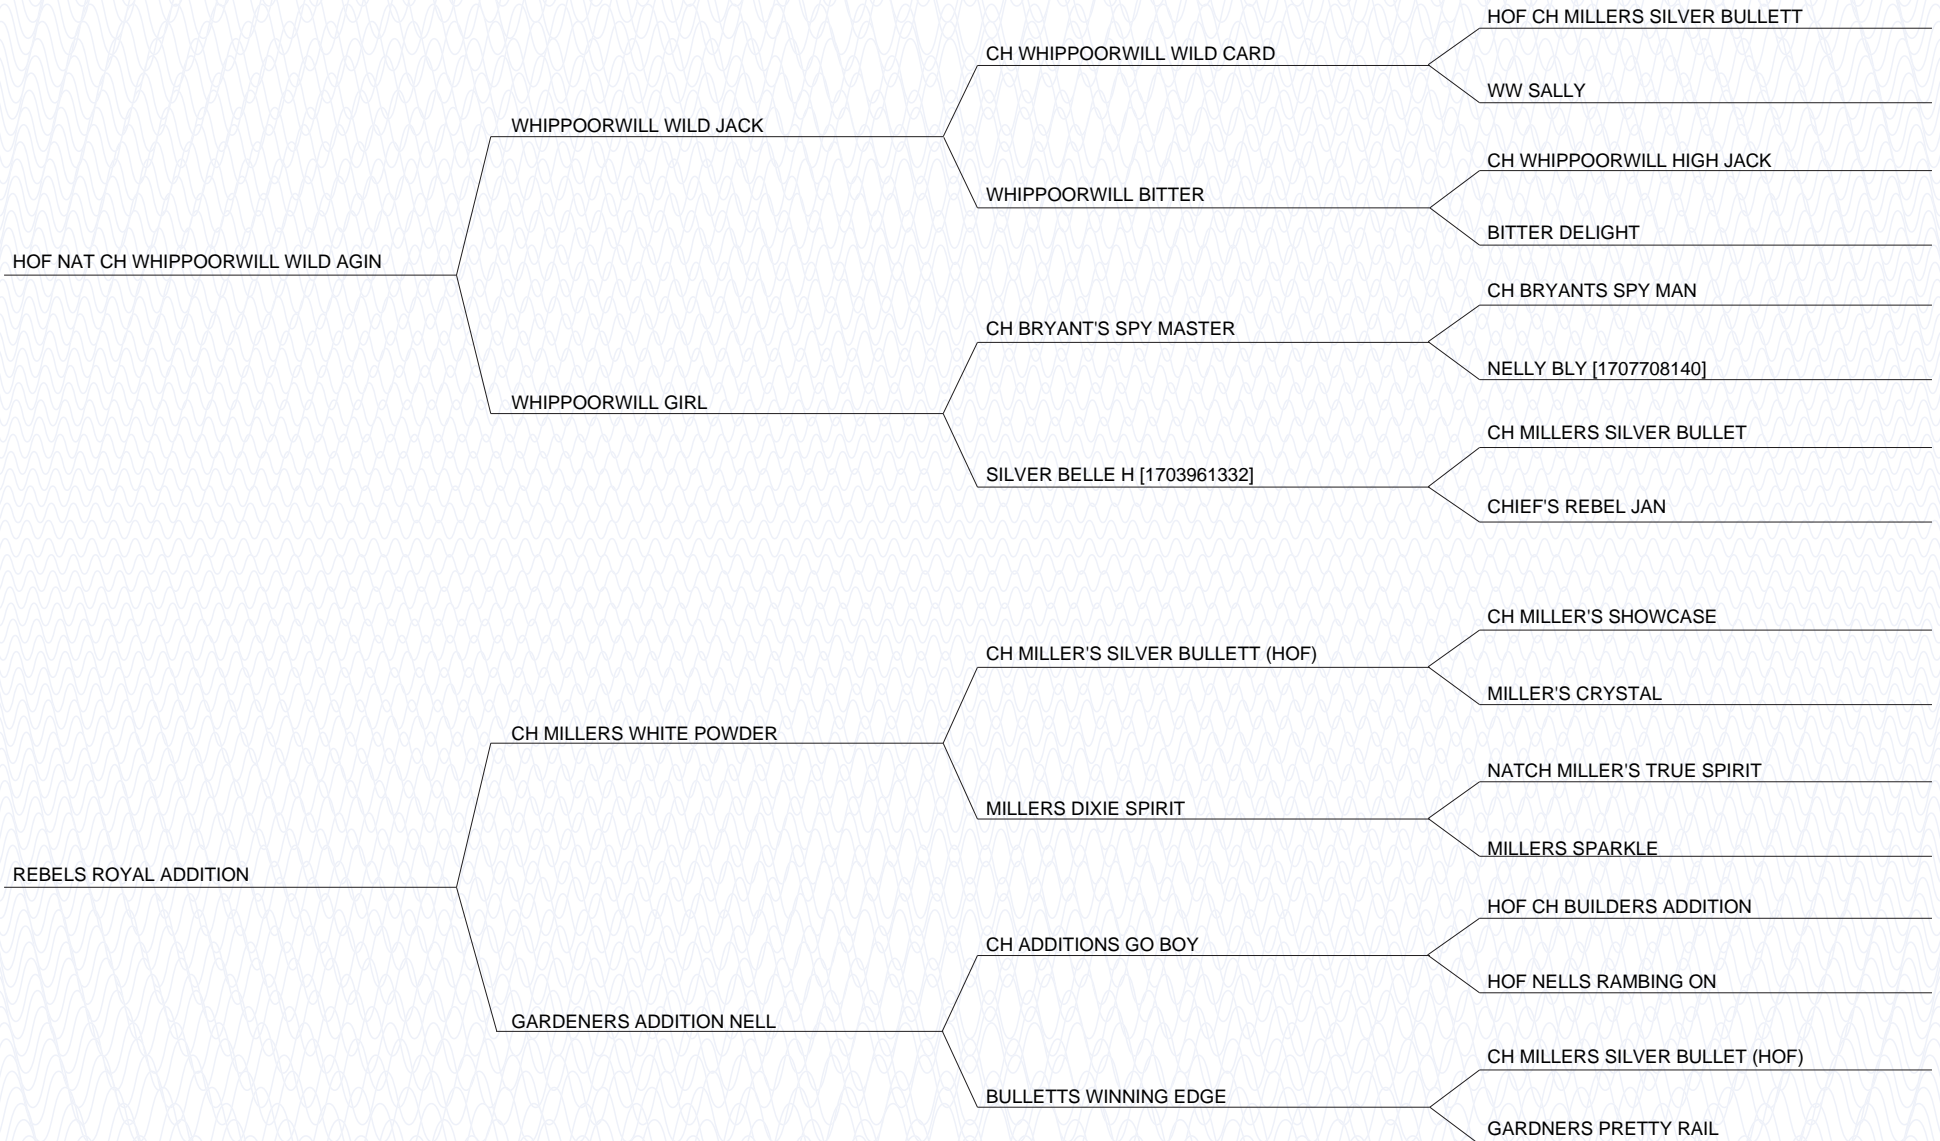 HOF CH MILLERS SILVER BULLETT
CH WHIPPOORWILL WILD CARD
WW SALLY
WHIPPOORWILL WILD JACK
CH WHIPPOORWILL HIGH JACK
WHIPPOORWILL BITTER
BITTER DELIGHT
HOF NAT CH WHIPPOORWILL WILD AGIN
CH BRYANTS SPY MAN
CH BRYANT'S SPY MASTER
NELLY BLY [1707708140]
WHIPPOORWILL GIRL
CH MILLERS SILVER BULLET
SILVER BELLE H [1703961332]
CHIEF'S REBEL JAN
CH MILLER'S SHOWCASE
CH MILLER'S SILVER BULLETT (HOF)
MILLER'S CRYSTAL
CH MILLERS WHITE POWDER
NATCH MILLER'S TRUE SPIRIT
MILLERS DIXIE SPIRIT
MILLERS SPARKLE
REBELS ROYAL ADDITION
HOF CH BUILDERS ADDITION
CH ADDITIONS GO BOY
HOF NELLS RAMBING ON
GARDENERS ADDITION NELL
CH MILLERS SILVER BULLET (HOF)
BULLETTS WINNING EDGE
GARDNERS PRETTY RAIL